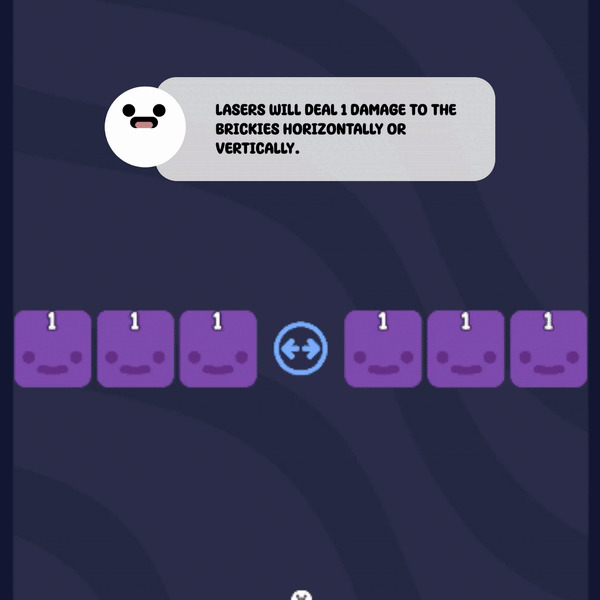 LASERS WILL DEAL 1 DAMAGE TO THE
BRICKIES HORIZONTALLY OR
VERTICALLY.
1 1 1 1 1 1